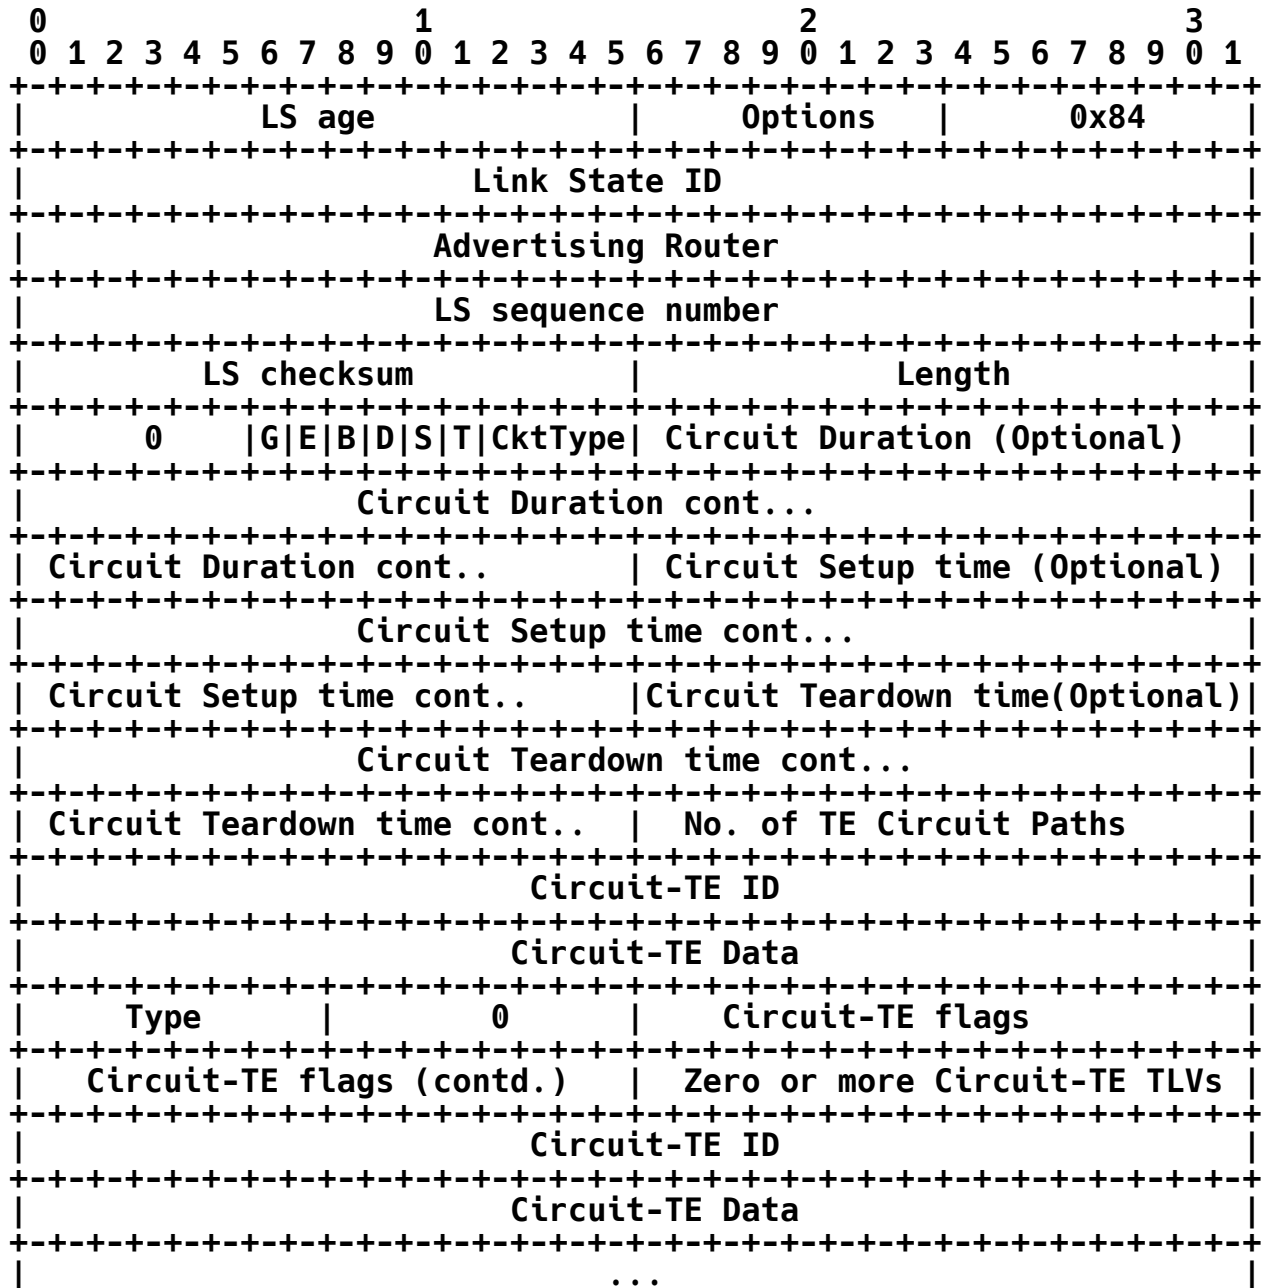 0                   1                   2                   3
 0 1 2 3 4 5 6 7 8 9 0 1 2 3 4 5 6 7 8 9 0 1 2 3 4 5 6 7 8 9 0 1
+-+-+-+-+-+-+-+-+-+-+-+-+-+-+-+-+-+-+-+-+-+-+-+-+-+-+-+-+-+-+-+-+
|            LS age             |     Options   |      0x84     |
+-+-+-+-+-+-+-+-+-+-+-+-+-+-+-+-+-+-+-+-+-+-+-+-+-+-+-+-+-+-+-+-+
|                       Link State ID                           |
+-+-+-+-+-+-+-+-+-+-+-+-+-+-+-+-+-+-+-+-+-+-+-+-+-+-+-+-+-+-+-+-+
|                     Advertising Router                        |
+-+-+-+-+-+-+-+-+-+-+-+-+-+-+-+-+-+-+-+-+-+-+-+-+-+-+-+-+-+-+-+-+
|                     LS sequence number                        |
+-+-+-+-+-+-+-+-+-+-+-+-+-+-+-+-+-+-+-+-+-+-+-+-+-+-+-+-+-+-+-+-+
|         LS checksum           |             Length            |
+-+-+-+-+-+-+-+-+-+-+-+-+-+-+-+-+-+-+-+-+-+-+-+-+-+-+-+-+-+-+-+-+
|      0    |G|E|B|D|S|T|CktType| Circuit Duration (Optional)   |
+-+-+-+-+-+-+-+-+-+-+-+-+-+-+-+-+-+-+-+-+-+-+-+-+-+-+-+-+-+-+-+-+
|                 Circuit Duration cont...                      |
+-+-+-+-+-+-+-+-+-+-+-+-+-+-+-+-+-+-+-+-+-+-+-+-+-+-+-+-+-+-+-+-+
| Circuit Duration cont..       | Circuit Setup time (Optional) |
+-+-+-+-+-+-+-+-+-+-+-+-+-+-+-+-+-+-+-+-+-+-+-+-+-+-+-+-+-+-+-+-+
|                 Circuit Setup time cont...                    |
+-+-+-+-+-+-+-+-+-+-+-+-+-+-+-+-+-+-+-+-+-+-+-+-+-+-+-+-+-+-+-+-+
| Circuit Setup time cont..     |Circuit Teardown time(Optional)|
+-+-+-+-+-+-+-+-+-+-+-+-+-+-+-+-+-+-+-+-+-+-+-+-+-+-+-+-+-+-+-+-+
|                 Circuit Teardown time cont...                 |
+-+-+-+-+-+-+-+-+-+-+-+-+-+-+-+-+-+-+-+-+-+-+-+-+-+-+-+-+-+-+-+-+
| Circuit Teardown time cont..  |  No. of TE Circuit Paths      |
+-+-+-+-+-+-+-+-+-+-+-+-+-+-+-+-+-+-+-+-+-+-+-+-+-+-+-+-+-+-+-+-+
|                          Circuit-TE ID                        |
+-+-+-+-+-+-+-+-+-+-+-+-+-+-+-+-+-+-+-+-+-+-+-+-+-+-+-+-+-+-+-+-+
|                         Circuit-TE Data                       |
+-+-+-+-+-+-+-+-+-+-+-+-+-+-+-+-+-+-+-+-+-+-+-+-+-+-+-+-+-+-+-+-+
|     Type      |        0      |    Circuit-TE flags           |
+-+-+-+-+-+-+-+-+-+-+-+-+-+-+-+-+-+-+-+-+-+-+-+-+-+-+-+-+-+-+-+-+
|   Circuit-TE flags (contd.)   |  Zero or more Circuit-TE TLVs |
+-+-+-+-+-+-+-+-+-+-+-+-+-+-+-+-+-+-+-+-+-+-+-+-+-+-+-+-+-+-+-+-+
|                          Circuit-TE ID                        |
+-+-+-+-+-+-+-+-+-+-+-+-+-+-+-+-+-+-+-+-+-+-+-+-+-+-+-+-+-+-+-+-+
|                         Circuit-TE Data                       |
+-+-+-+-+-+-+-+-+-+-+-+-+-+-+-+-+-+-+-+-+-+-+-+-+-+-+-+-+-+-+-+-+
|                              ...                              |